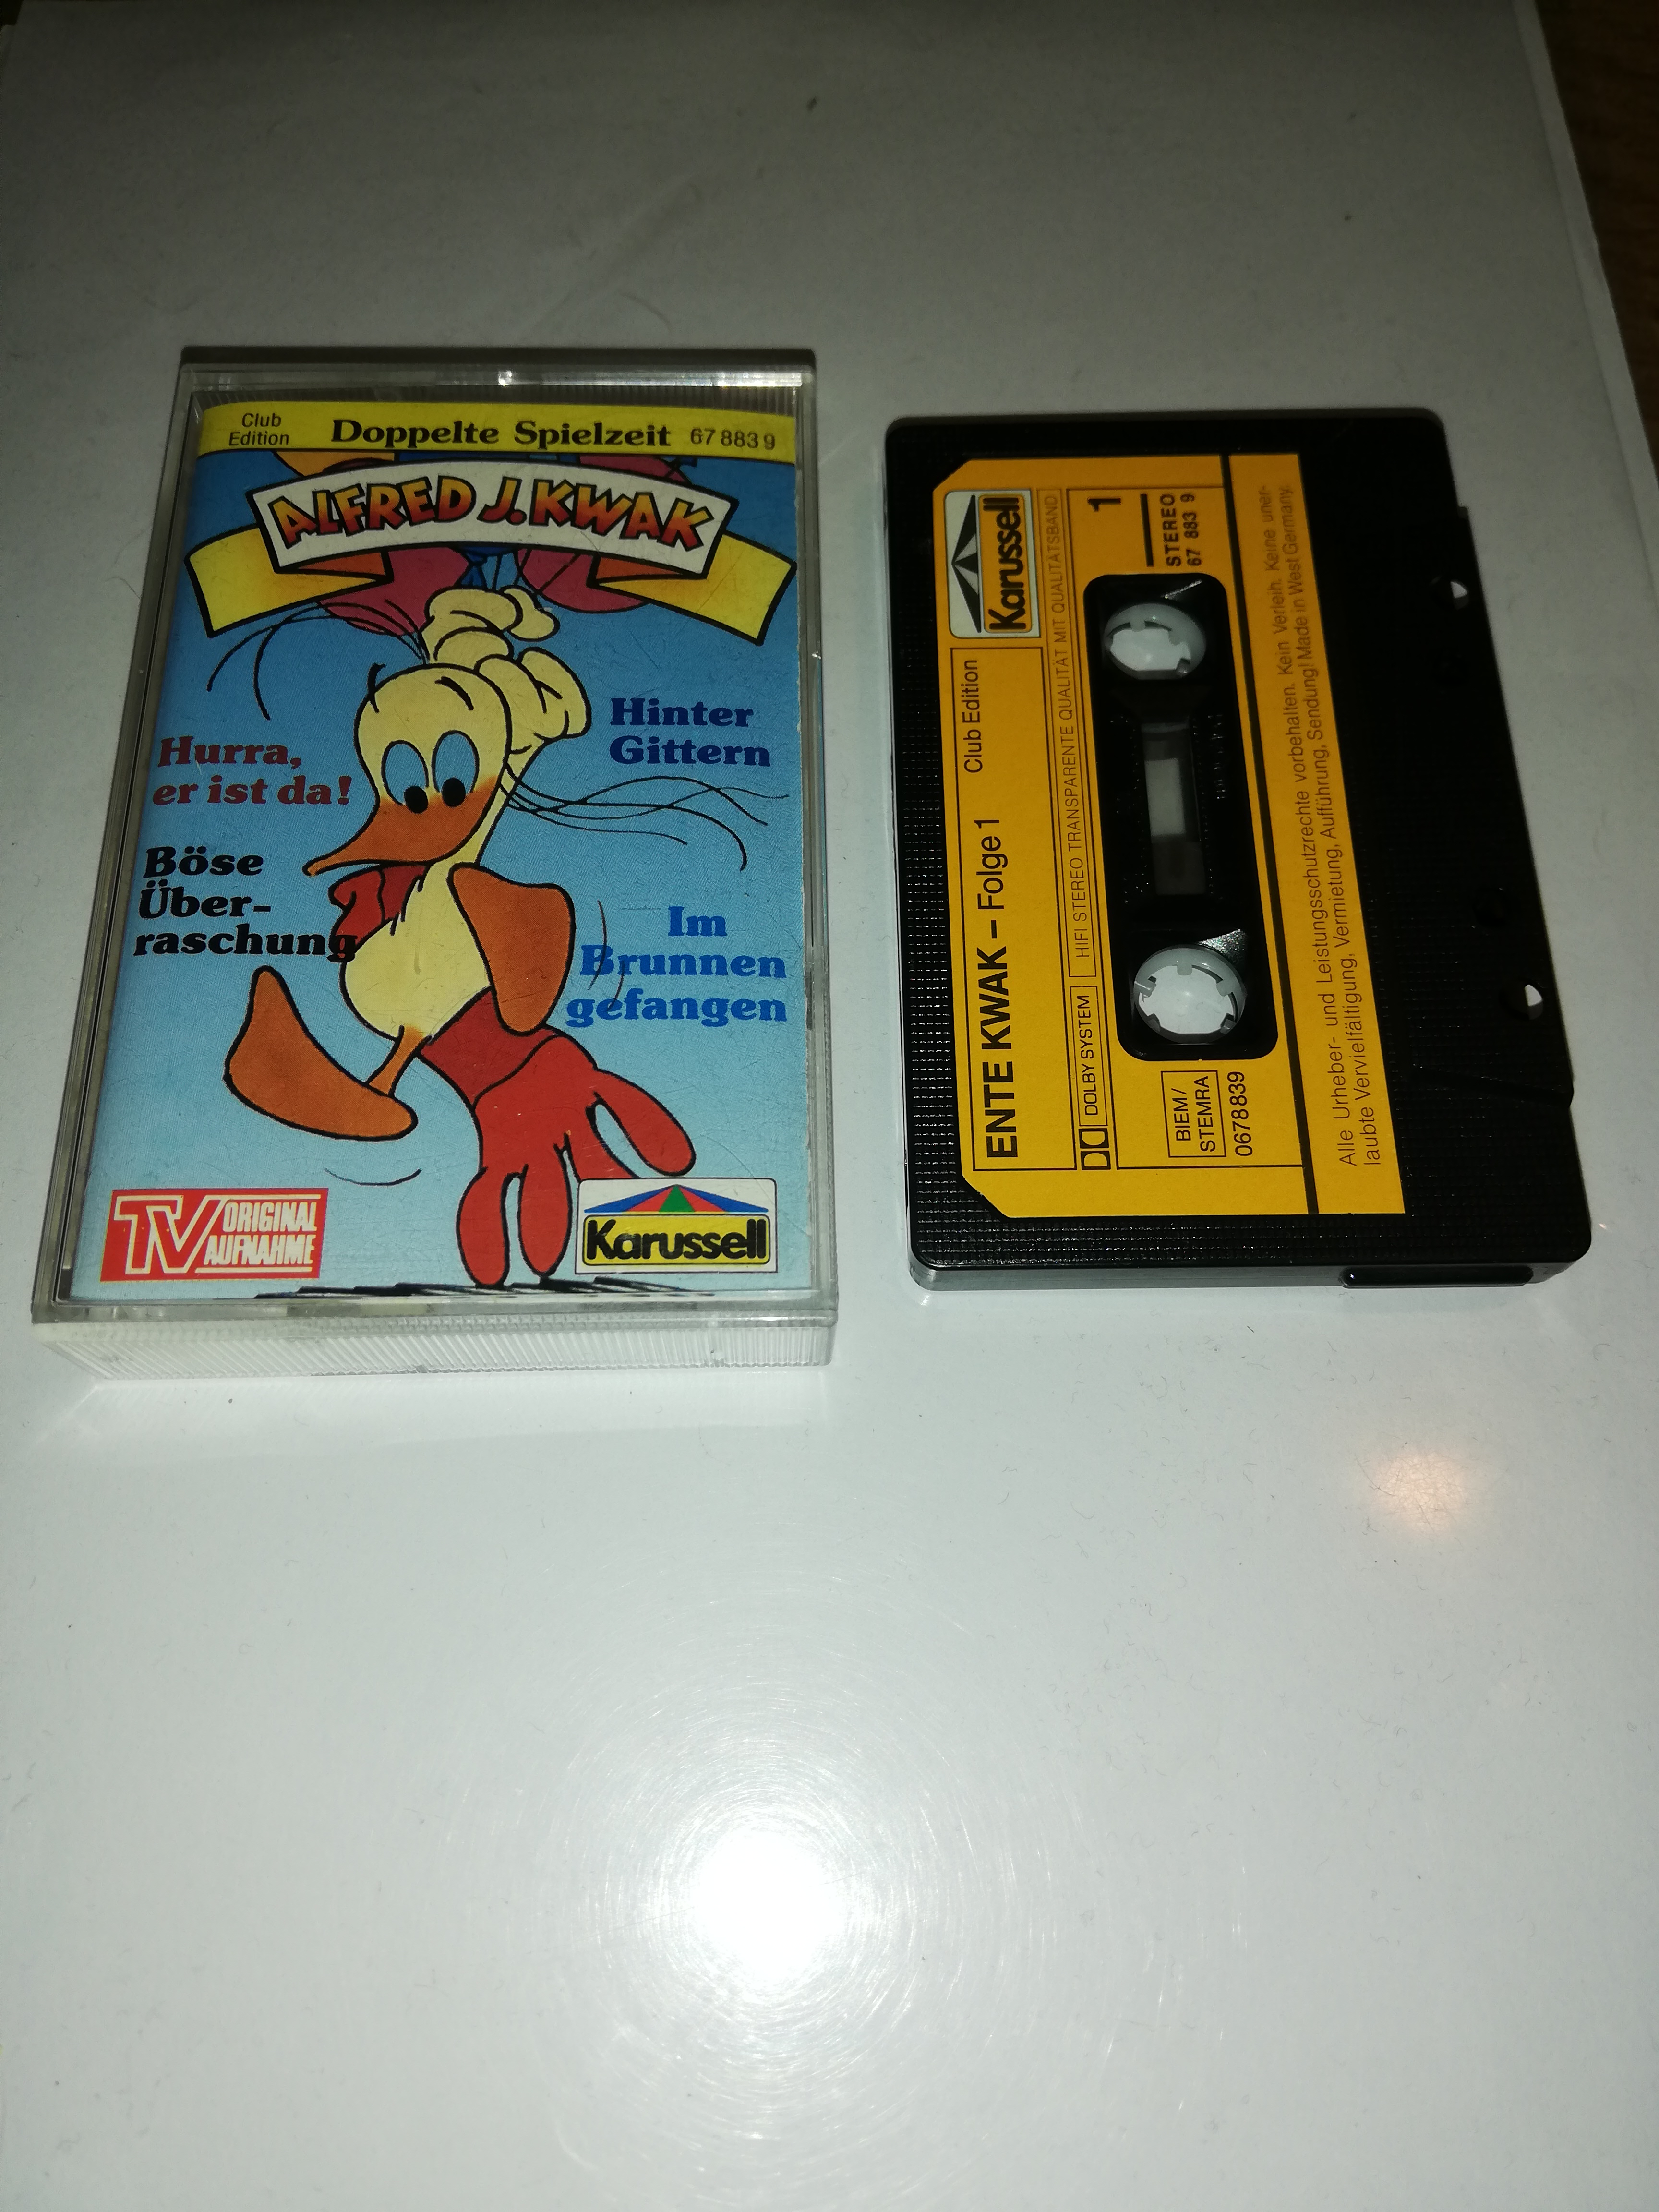 Club
Edition
Doppelte Spielzeit
67 883 9
ALFRED J. KWAK
Hurra,
er ist da!
Hinter
Gittern
Böse
Über-
raschung
Im
Brunnen
gefangen
TV
ORIGINAL
AUFNAHME
Karussell
Karussell
ENTE KWAK – Folge 1
Club Edition
DOLBY SYSTEM
HIFI STEREO TRANSPARENTE QUALITÄT MIT QUALITÄTSBAND
1
STEREO
67 883 9
BIEM/
STEMRA
0678839
Alle Urheber- und Leistungsschutzrechte vorbehalten. Kein Verleih. Keine uner-
laubte Vervielfältigung, Vermietung, Aufführung, Sendung! Made in West Germany.